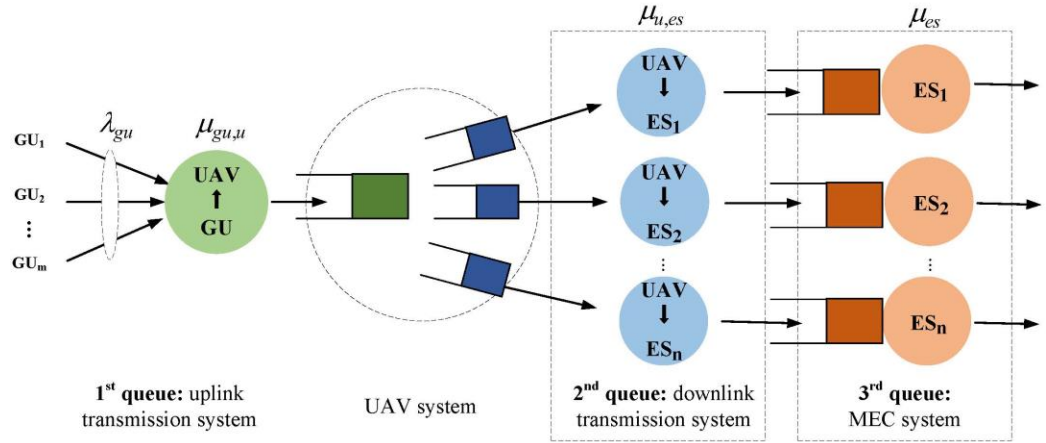 μu,es
μes
λgu
μgu,u
GU1
GU2
⋮
GUm
UAV
GU
UAV
ES1
UAV
ES2
⋮
UAV
ESn
ES1
ES2
⋮
ESn
1st queue: uplink
transmission system
UAV system
2nd queue: downlink
transmission system
3rd queue:
MEC system